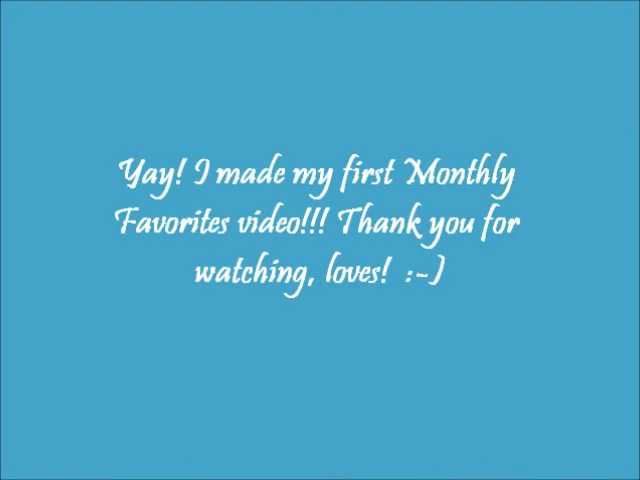 Yay! I made my first Monthly
Favorites video!!! Thank you for
watching, loves!  :-)